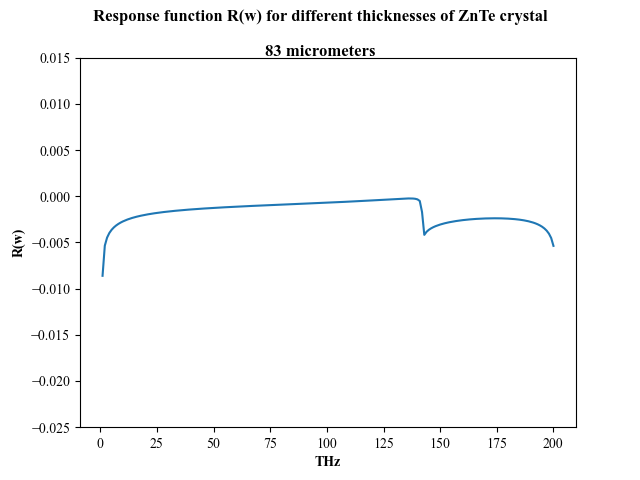 Response function R(w) for different thicknesses of ZnTe crystal
83 micrometers
0.015
0.010
0.005
0.000
−0.005
−0.010
−0.015
−0.020
−0.025
R(w)
0 25 50 75 100 125 150 175 200
THz